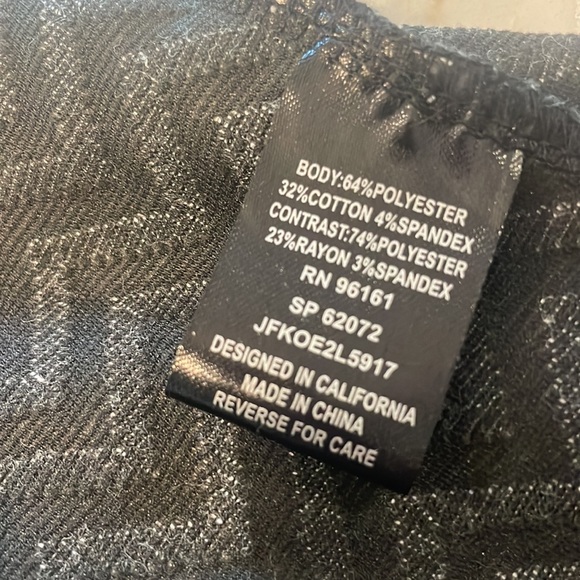 BODY:64%POLYESTER
32%COTTON 4%SPANDEX
CONTRAST:74%POLYESTER
23%RAYON 3%SPANDEX
RN 96161
SP 62072
JFKOE2L5917
DESIGNED IN CALIFORNIA
MADE IN CHINA
REVERSE FOR CARE